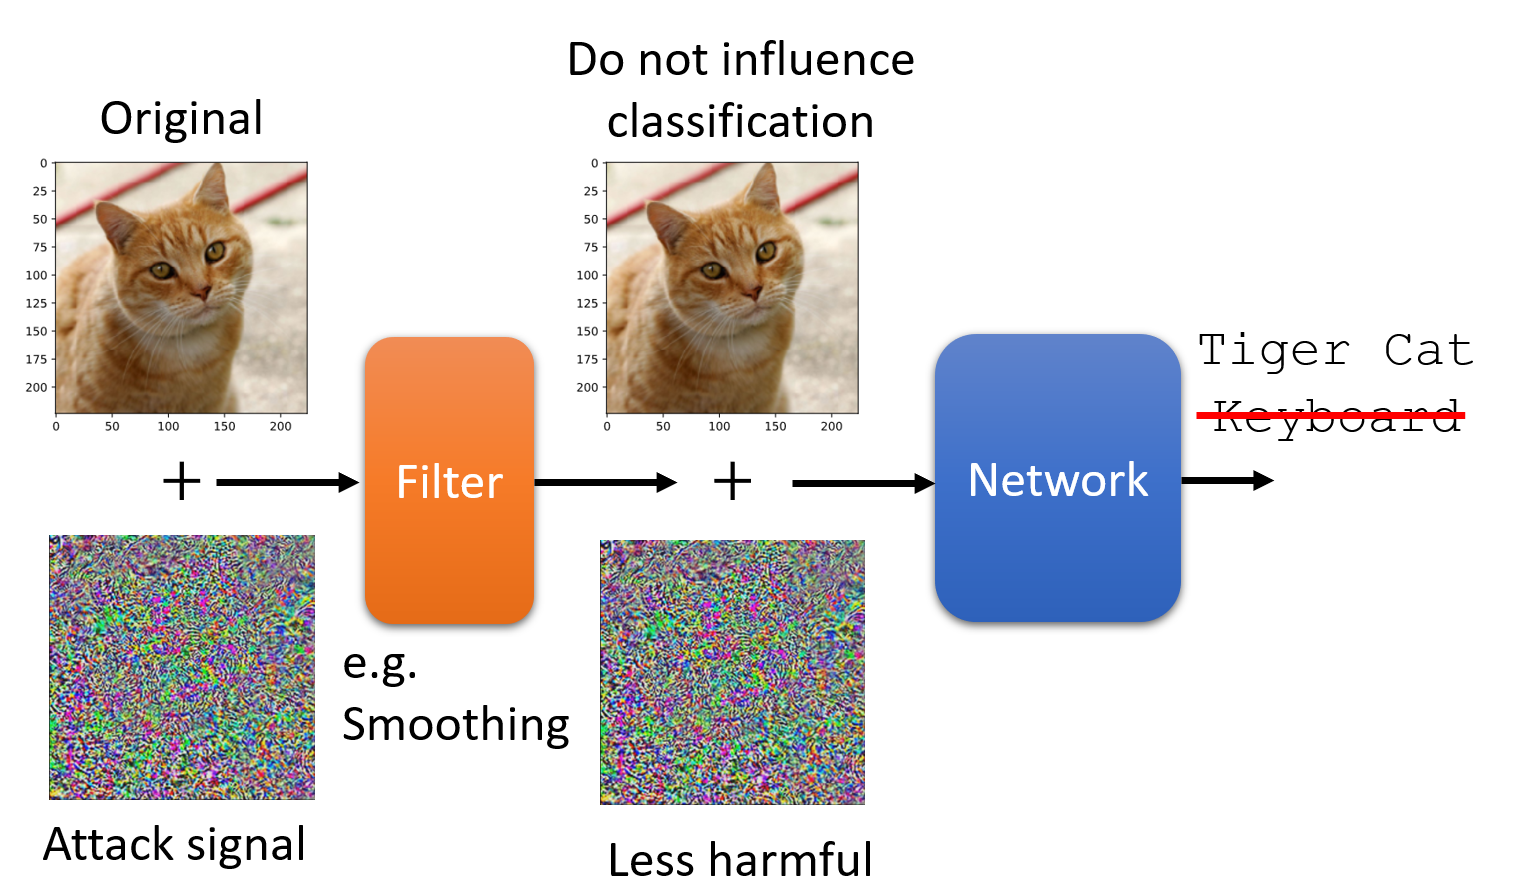 Original
0
25
50
75
100
125
150
175
200
0 50 100 150 200
+
Attack signal
Filter
e.g.
Smoothing
Do not influence
classification
0
25
50
75
100
125
150
175
200
0 50 100 150 200
+
Less harmful
Network
Tiger Cat
Keyboard